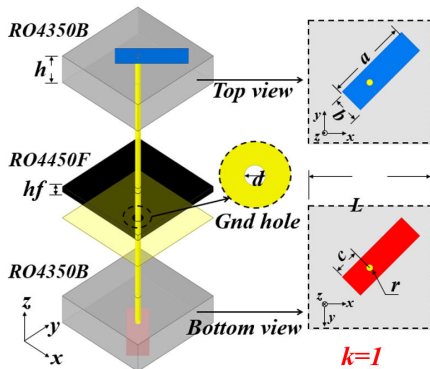 RO4350B
h
Top view
a
b
y
z
x
RO4450F
hf
d
Gnd hole
L
RO4350B
z
y
x
Bottom view
c
r
z
x
y
k=1